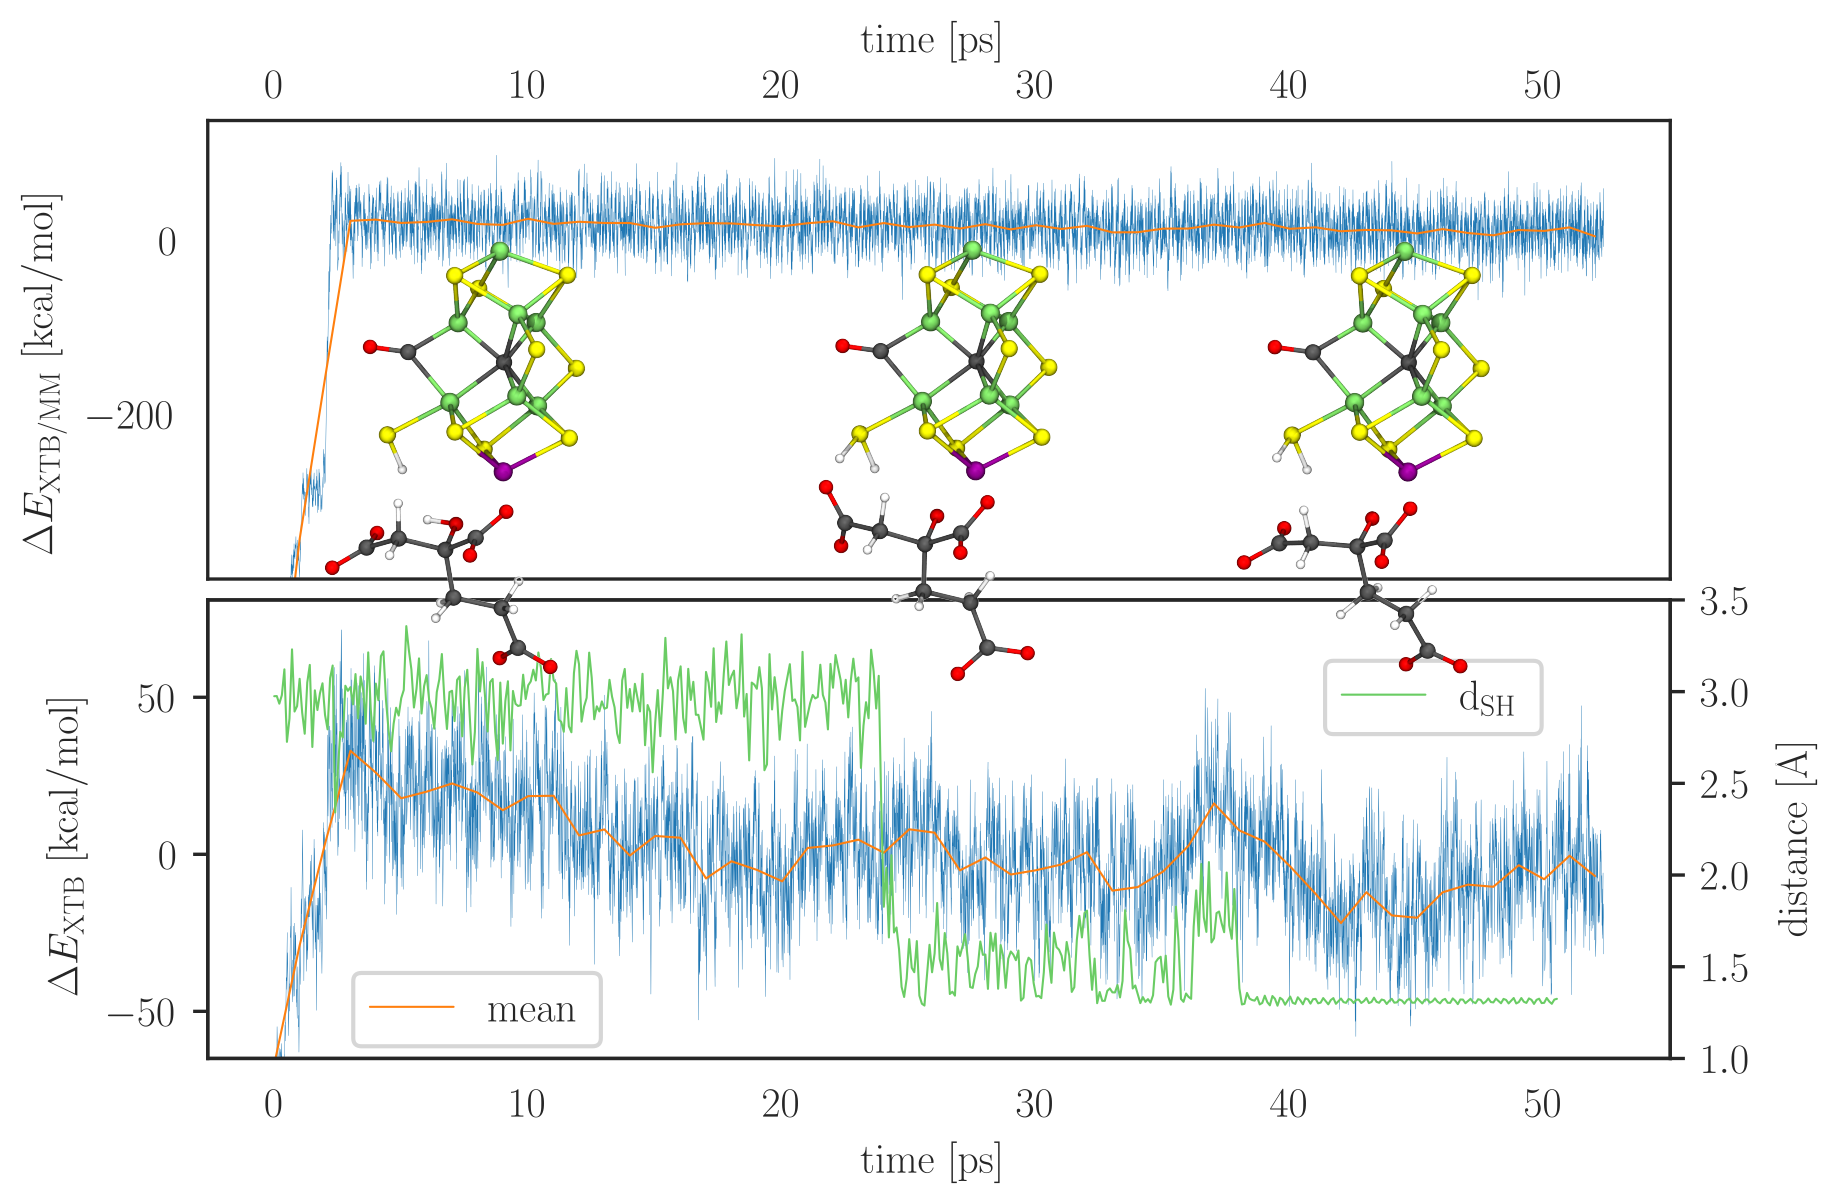 time [ps]
0 10 20 30 40 50
ΔE_XTB/MM [kcal/mol]
0
−200
ΔE_XTB [kcal/mol]
50
0
−50
3.5
3.0
2.5
2.0
1.5
1.0
distance [A]
d_SH
mean
0 10 20 30 40 50
time [ps]